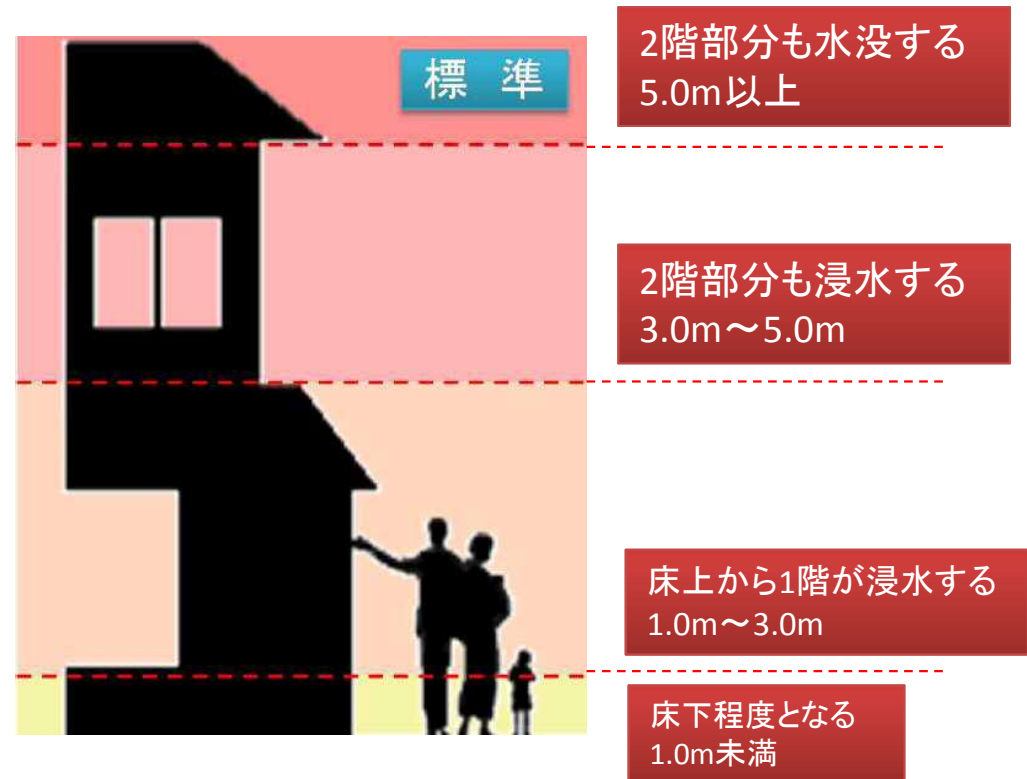 標 準
2階部分も水没する
5.0m以上
2階部分も浸水する
3.0m～5.0m
床上から1階が浸水する
1.0m～3.0m
床下程度となる
1.0m未満